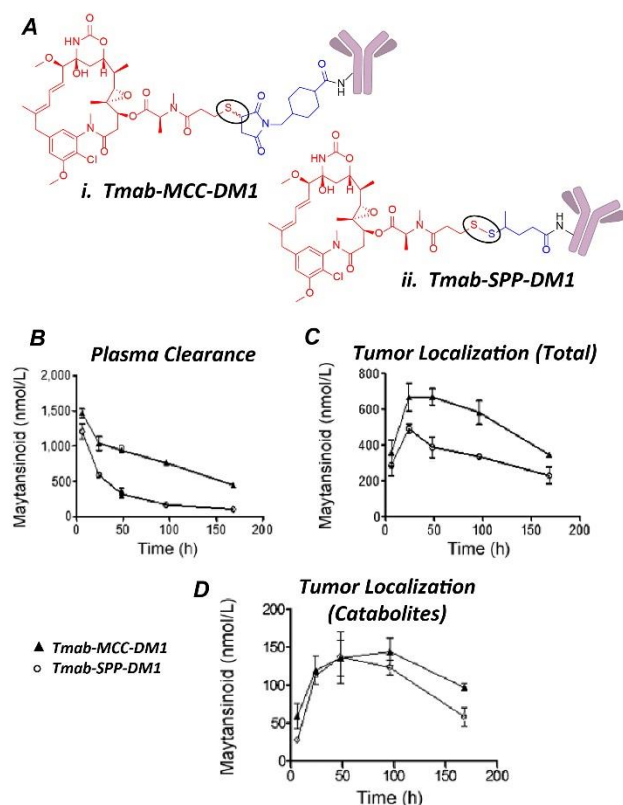 A
i. Tmab-MCC-DM1
ii. Tmab-SPP-DM1
B
Plasma Clearance
Maytansinoid (nmol/L)
2,000
1,500
1,000
500
0
0 50 100 150 200
Time (h)
C
Tumor Localization (Total)
Maytansinoid (nmol/L)
800
600
400
200
0
0 50 100 150 200
Time (h)
D
Tumor Localization
(Catabolites)
Maytansinoid (nmol/L)
200
150
100
50
0
0 50 100 150 200
Time (h)
▲ Tmab-MCC-DM1
○ Tmab-SPP-DM1